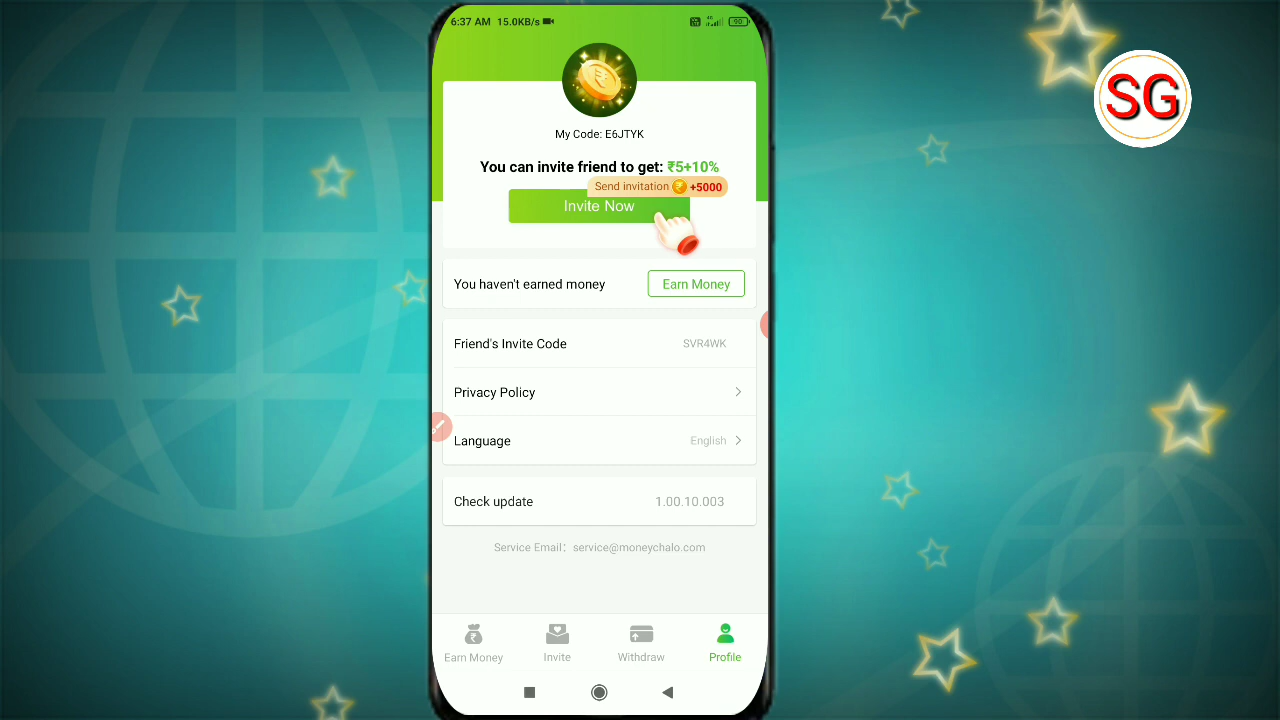 6:37 AM 15.0KB/s
4G
90
SG
My Code: E6JTYK
You can invite friend to get: ₹5+10%
Send invitation +5000
Invite Now
You haven't earned money
Earn Money
Friend's Invite Code SVR4WK
Privacy Policy
Language English
Check update 1.00.10.003
Service Email: service@moneychalo.com
Earn Money Invite Withdraw Profile